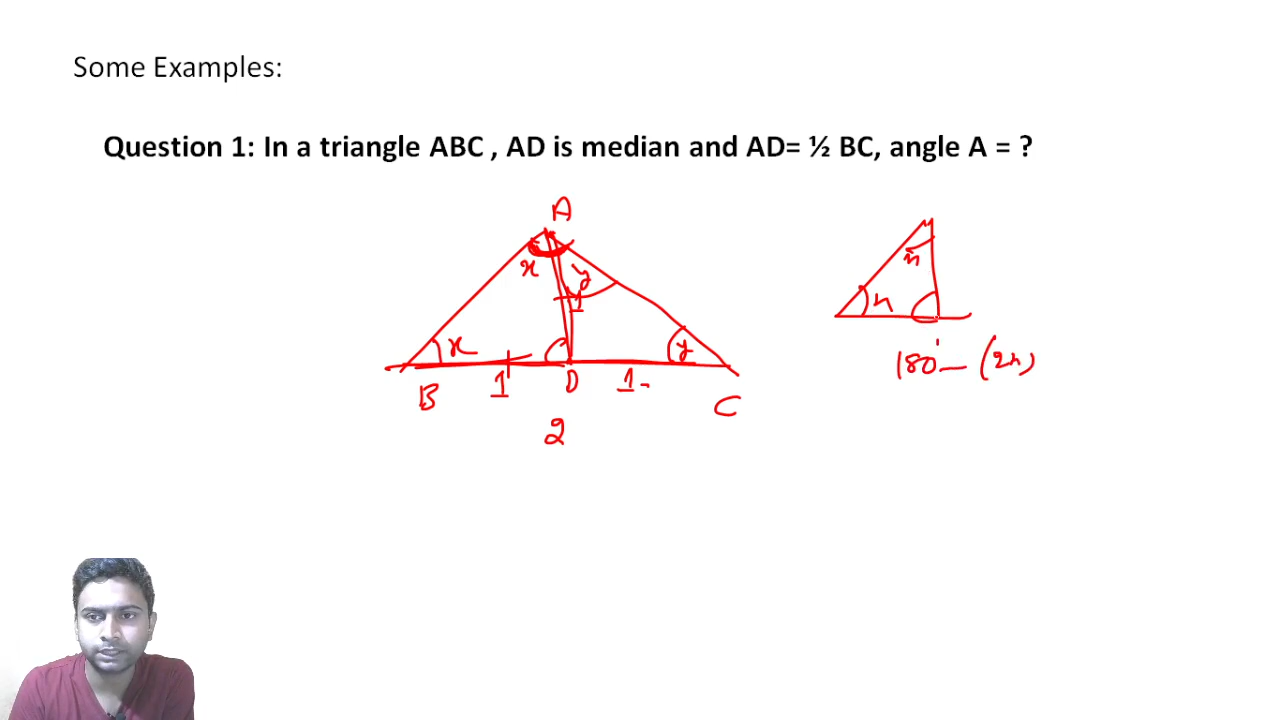 Some Examples:
Question 1: In a triangle ABC , AD is median and AD= ½ BC, angle A = ?
A
x y
1
x y
B 1 D 1 C
2
x
x
180° – (2x)